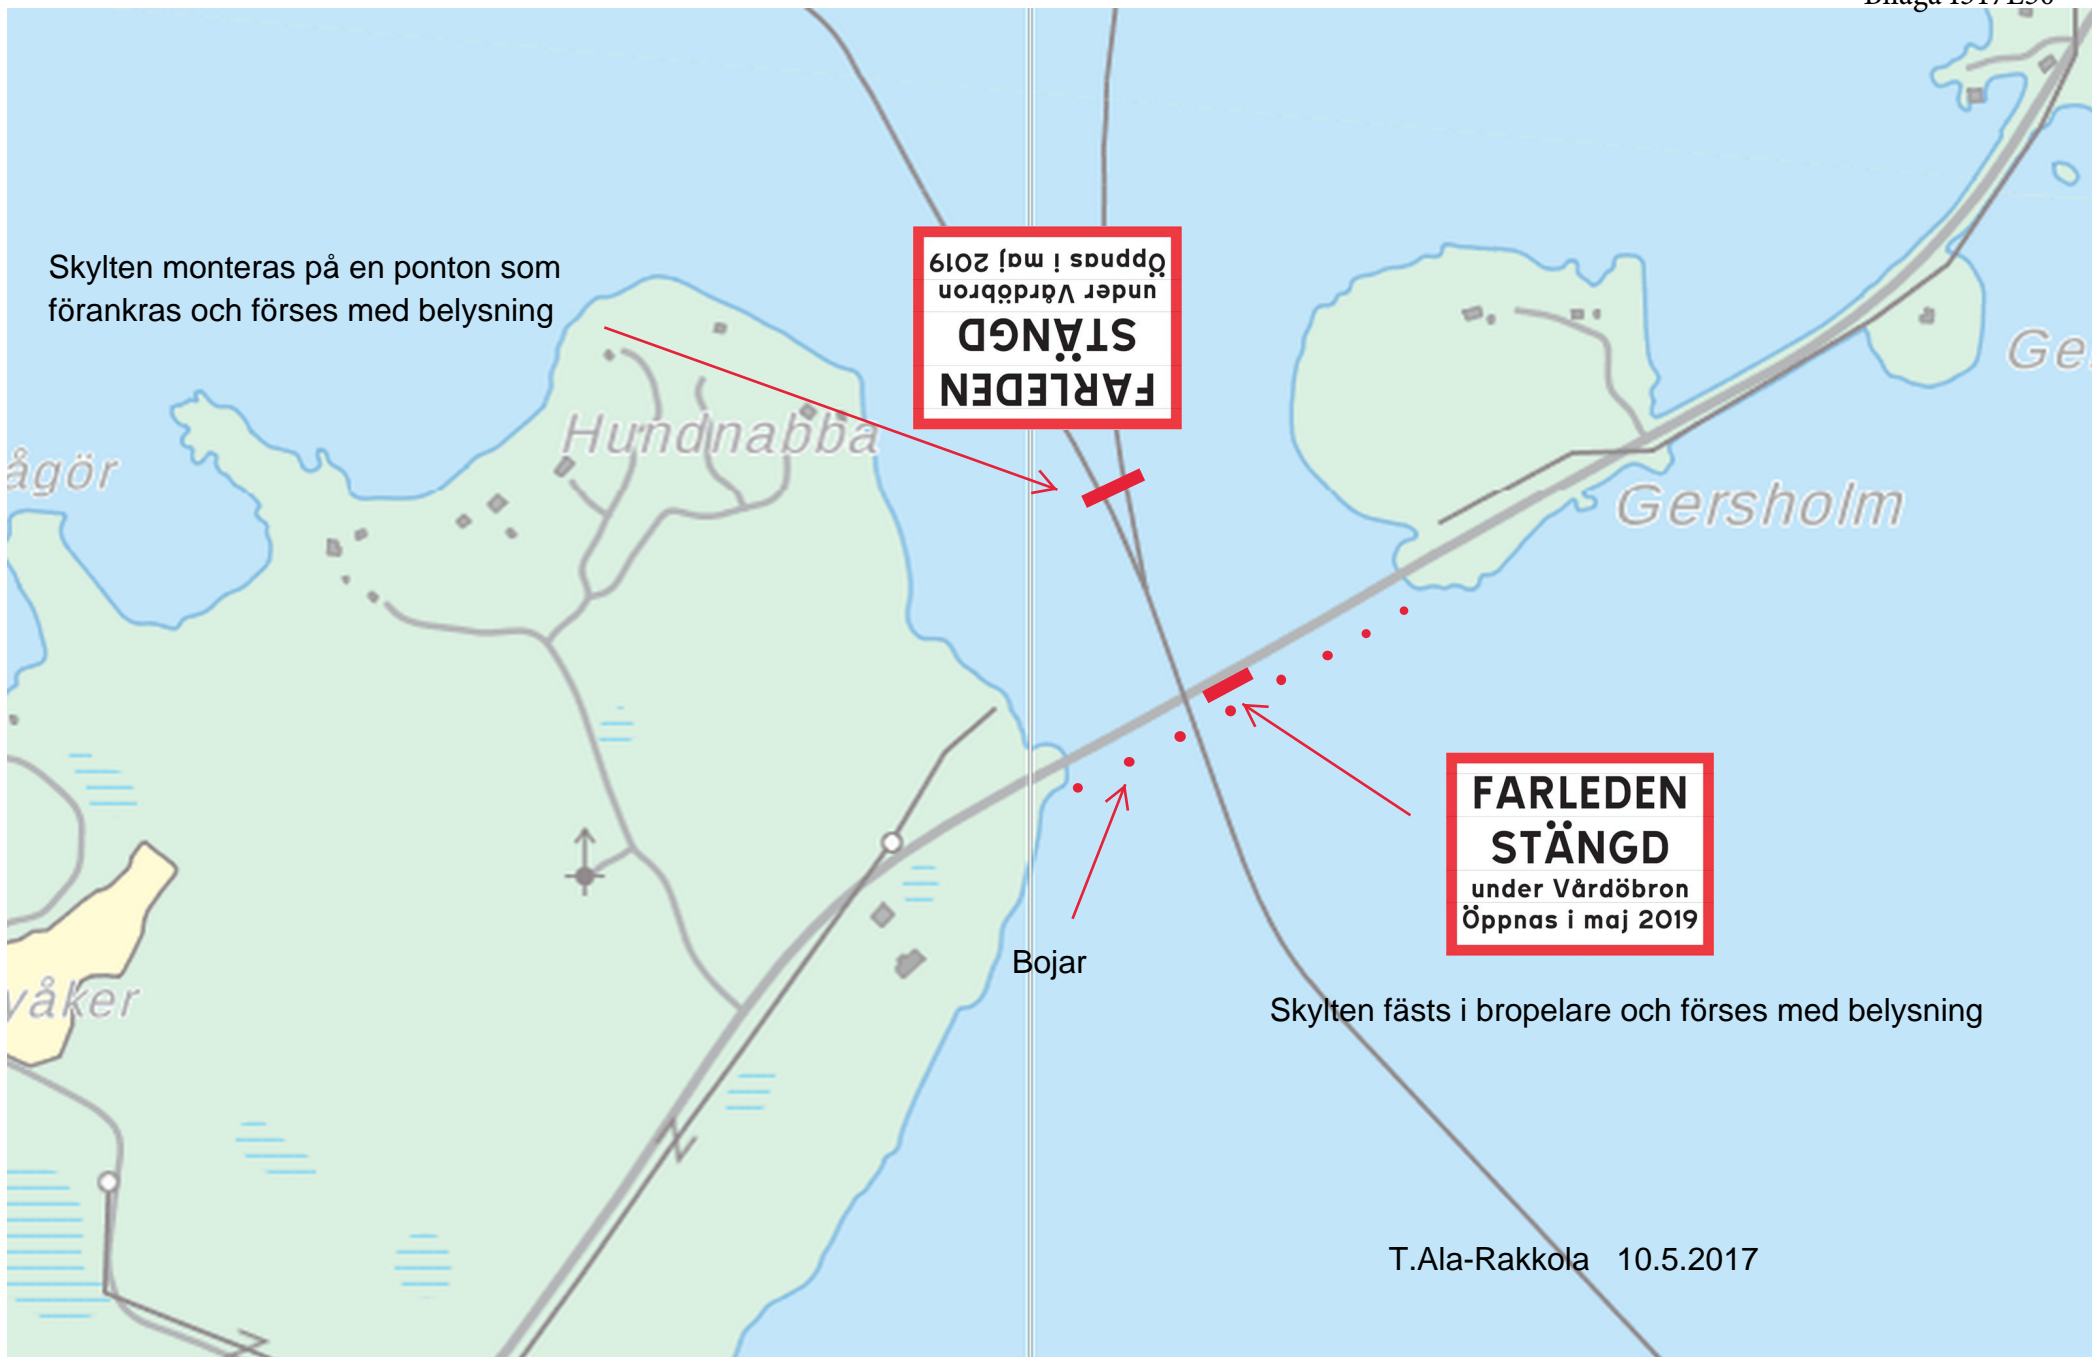 Skylten monteras på en ponton som
förankras och förses med belysning
FARLEDEN
STÄNGD
under Vårdöbron
Öppnas i maj 2019
Hundnabba
ågör
Ge
Gersholm
FARLEDEN
STÄNGD
under Vårdöbron
Öppnas i maj 2019
Bojar
Skylten fästs i bropelare och förses med belysning
yåker
T.Ala-Rakkola 10.5.2017